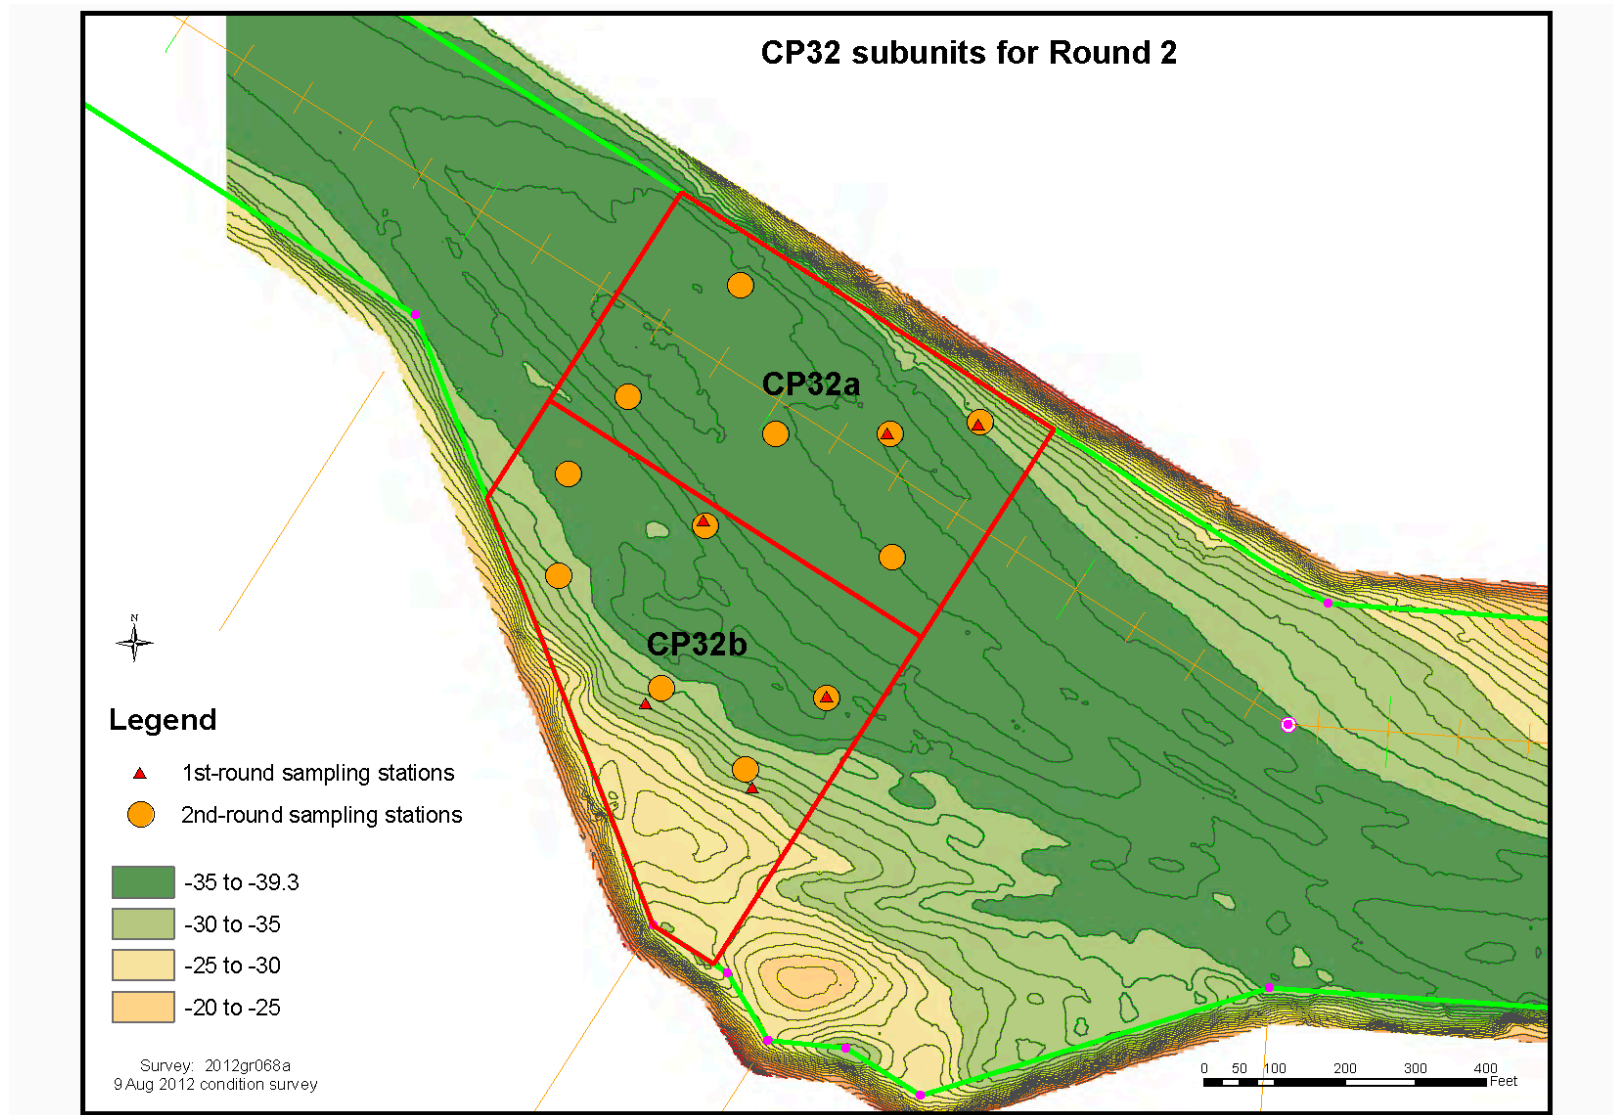 CP32 subunits for Round 2
CP32a
CP32b
N
Legend
1st-round sampling stations
2nd-round sampling stations
-35 to -39.3
-30 to -35
-25 to -30
-20 to -25
Survey: 2012gr068a
9 Aug 2012 condition survey
0 50 100 200 300 400
Feet